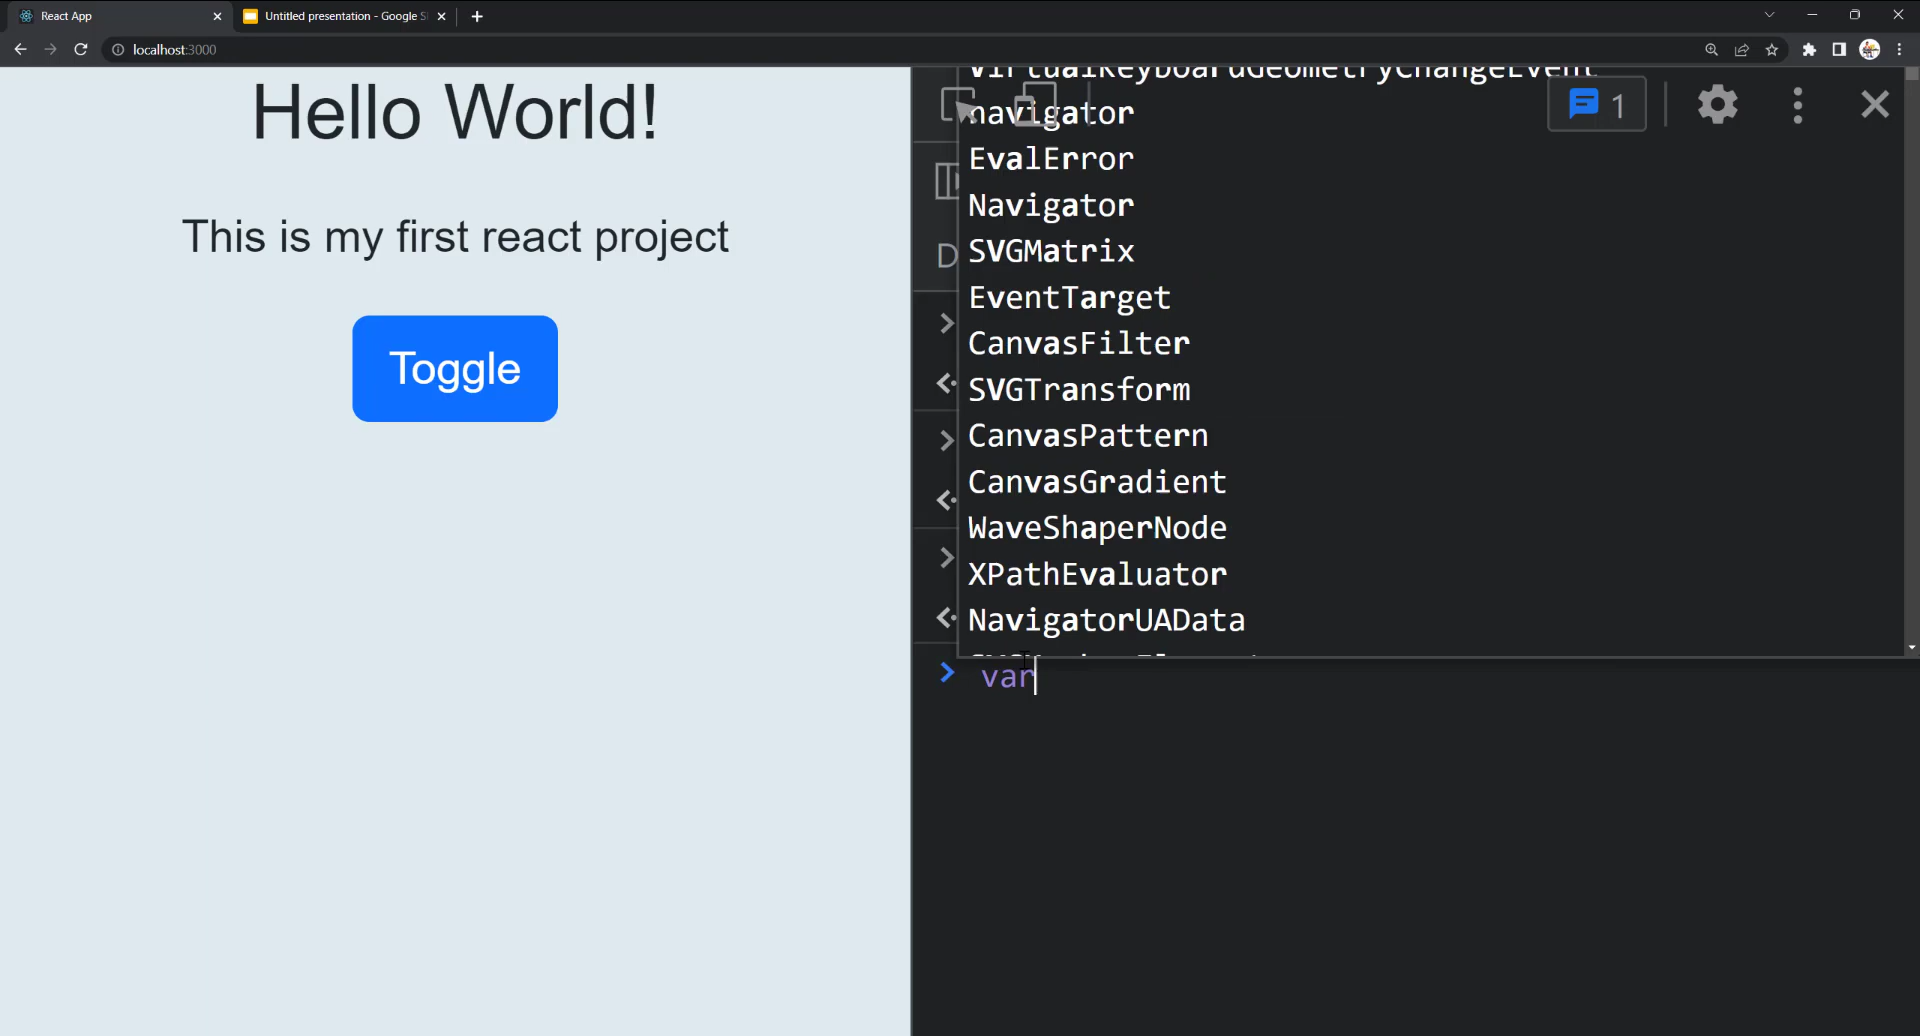 React App
Untitled presentation - Google S
localhost:3000
Hello World!
This is my first react project
Toggle
1
D
VirtualKeyboardGeometryChangeEvent
navigator
EvalError
Navigator
SVGMatrix
EventTarget
CanvasFilter
SVGTransform
CanvasPattern
CanvasGradient
WaveShaperNode
XPathEvaluator
NavigatorUAData
> var